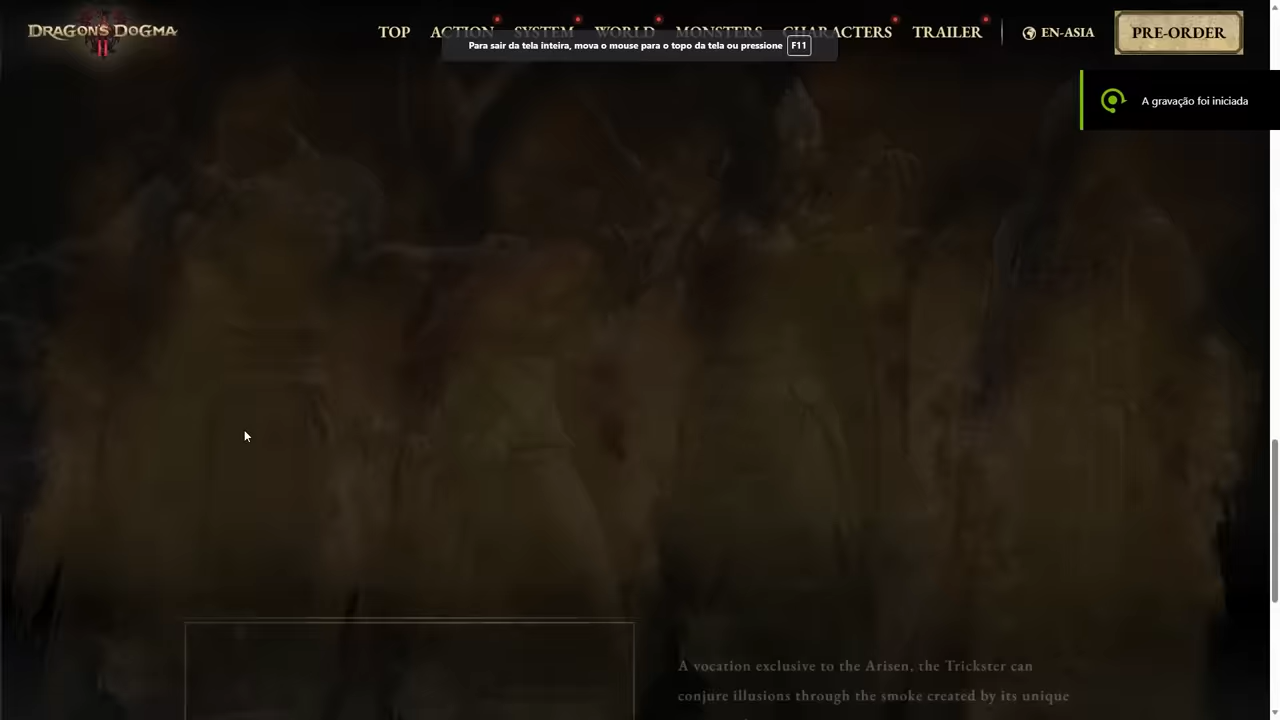 DRAGON'S DOGMA
II
TOP ACTION SYSTEM WORLD MONSTERS CHARACTERS TRAILER EN-ASIA PRE-ORDER
Para sair da tela inteira, mova o mouse para o topo da tela ou pressione F11
A gravação foi iniciada
A vocation exclusive to the Arisen, the Trickster can
conjure illusions through the smoke created by its unique